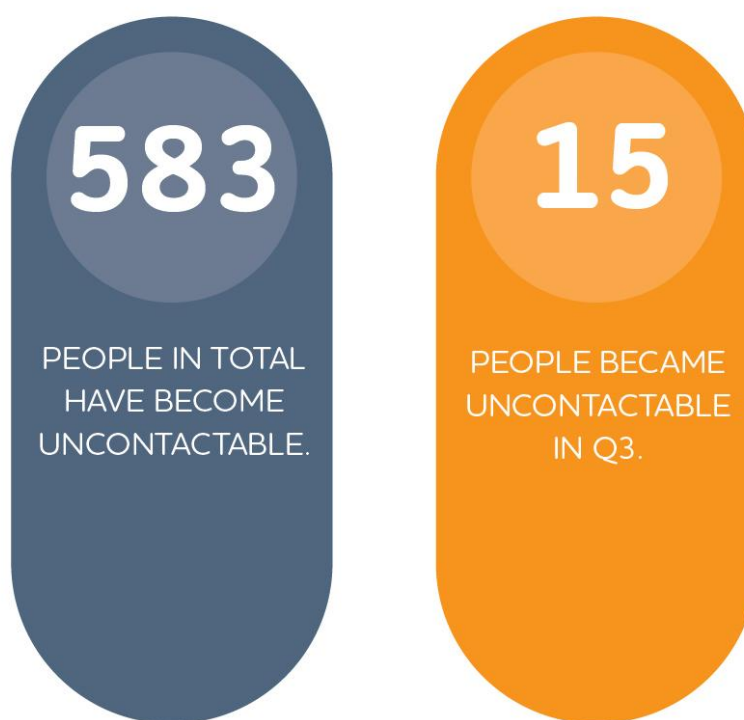 583
PEOPLE IN TOTAL
HAVE BECOME
UNCONTACTABLE.
15
PEOPLE BECAME
UNCONTACTABLE
IN Q3.